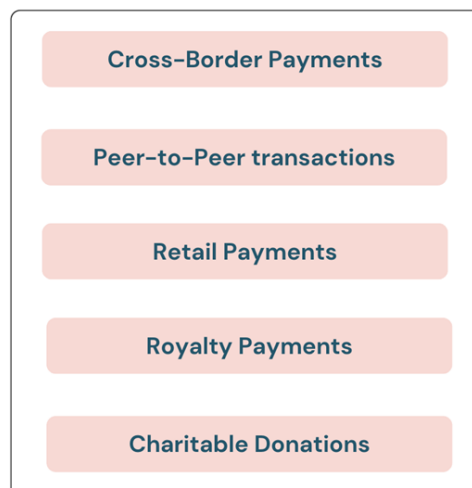 Cross-Border Payments
Peer-to-Peer transactions
Retail Payments
Royalty Payments
Charitable Donations